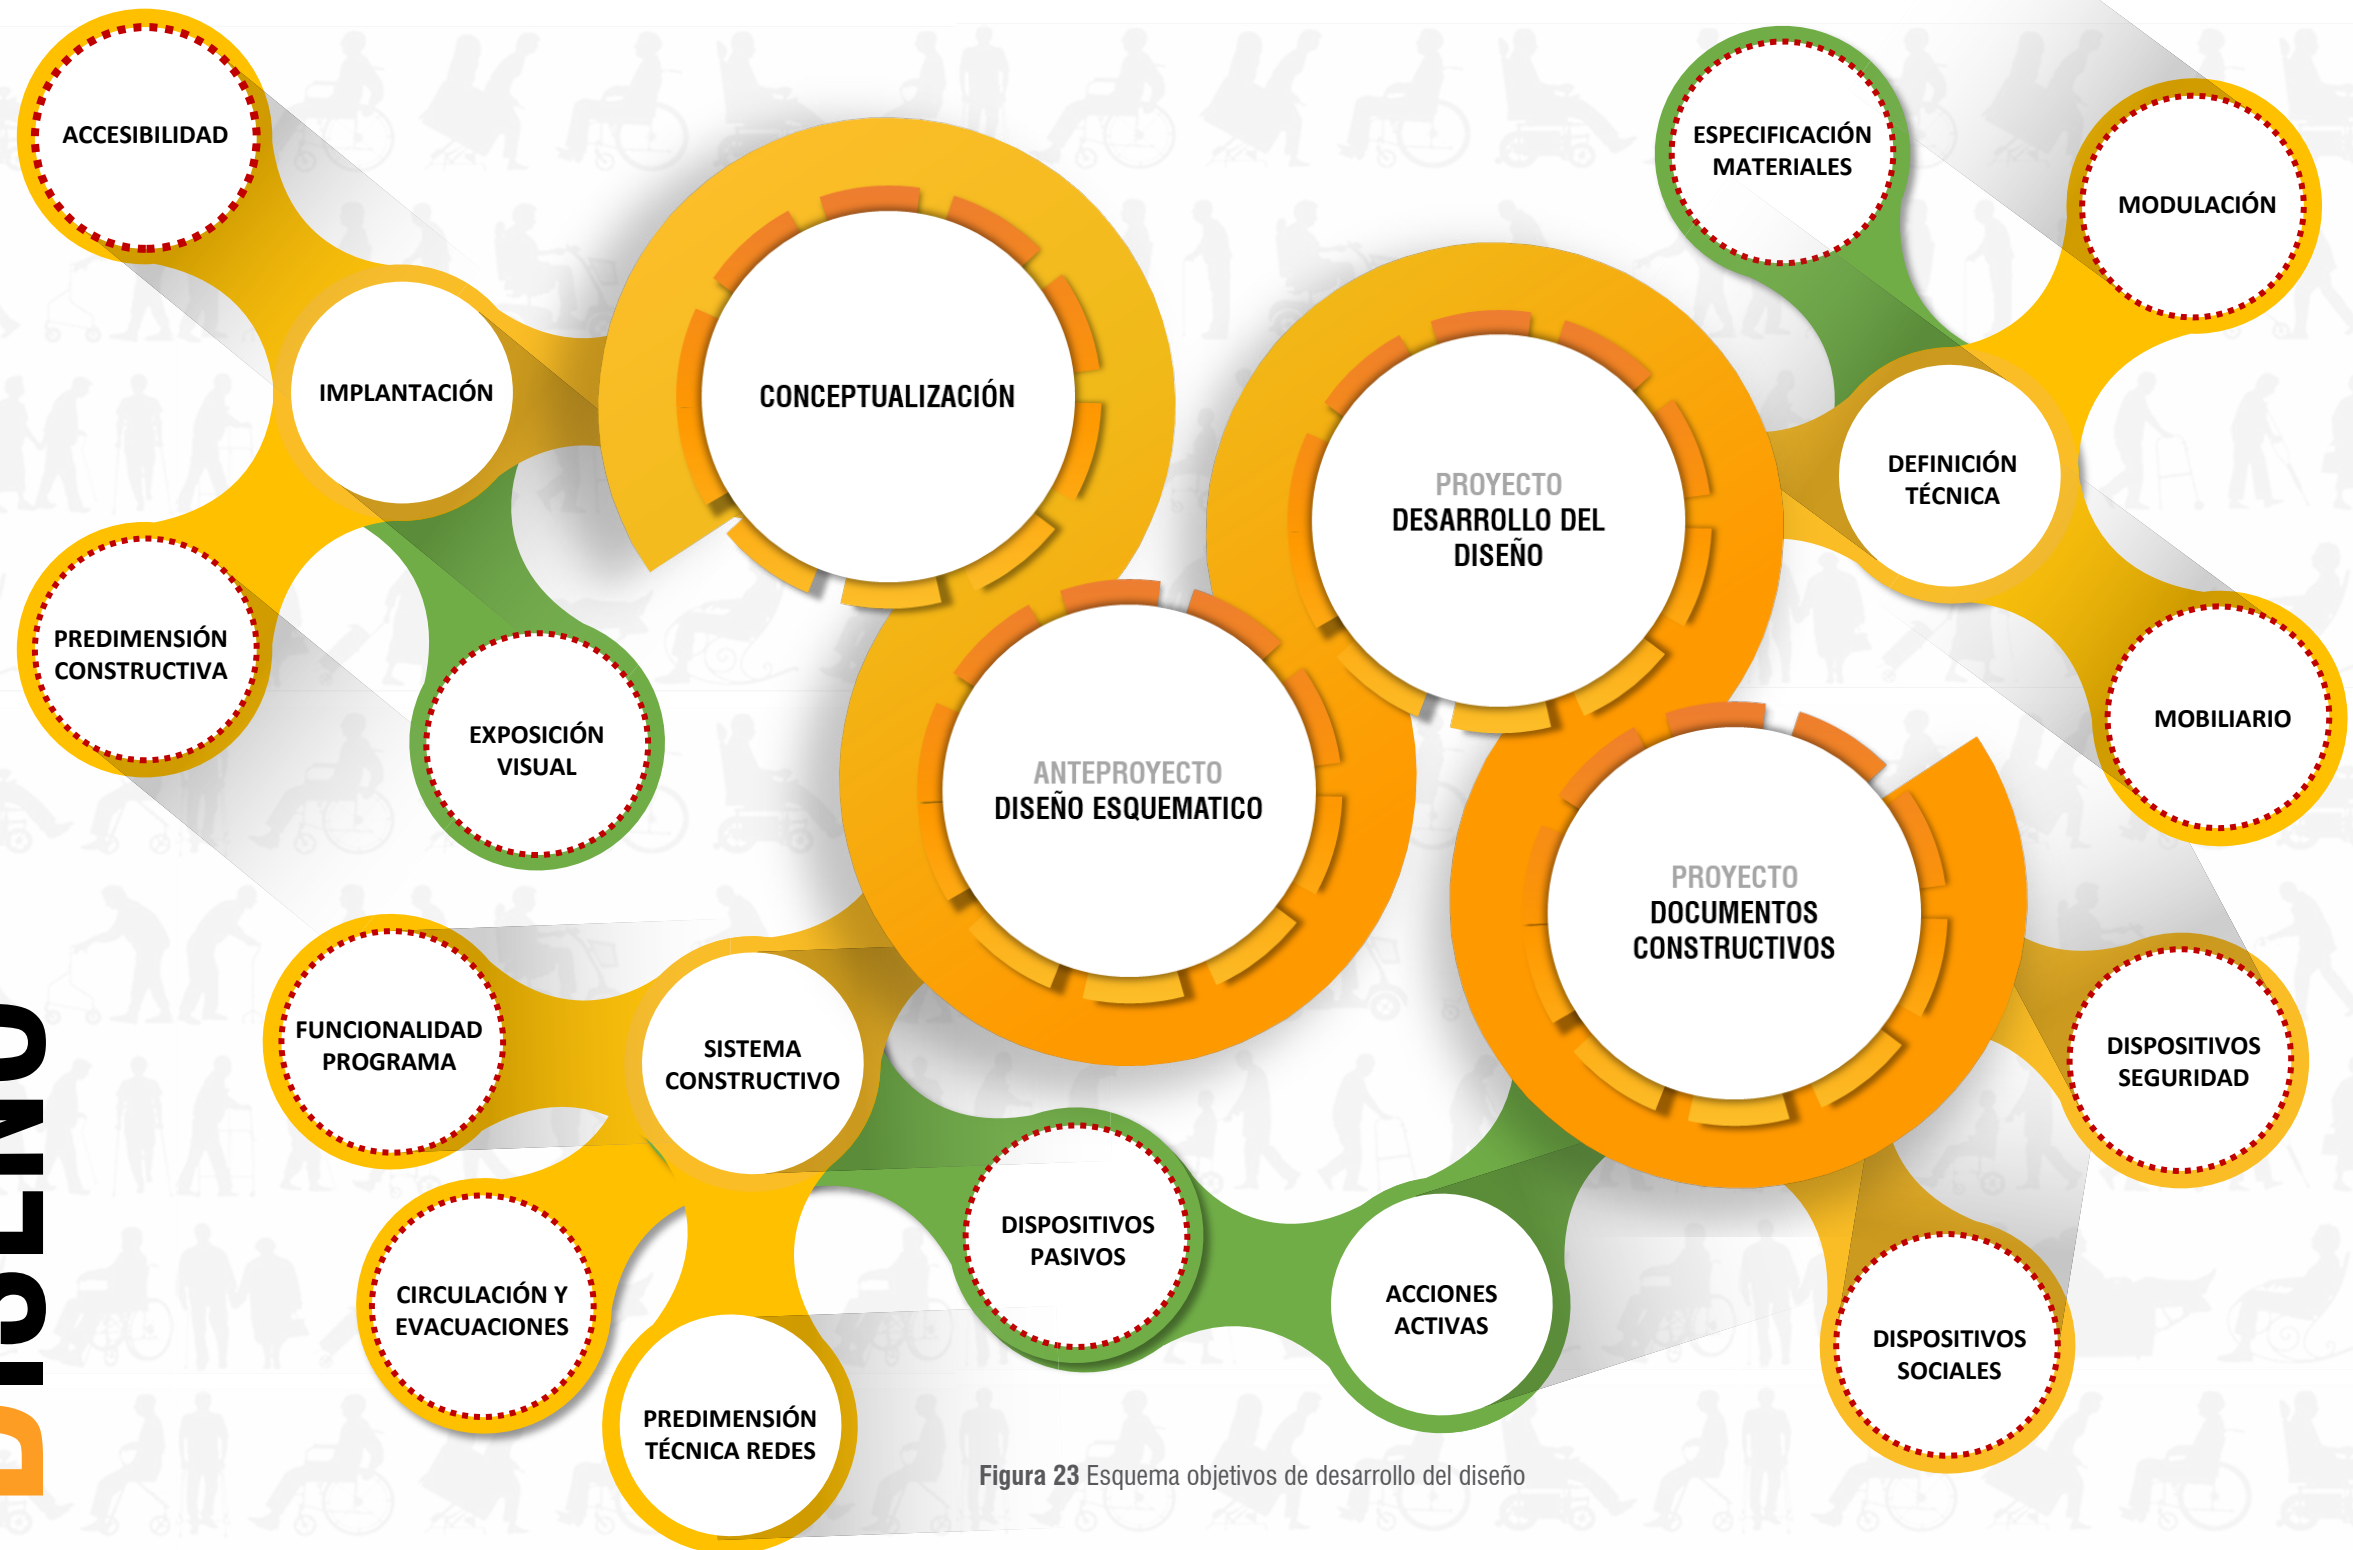 ACCESIBILIDAD
IMPLANTACIÓN
PREDIMENSIÓN
CONSTRUCTIVA
EXPOSICIÓN
VISUAL
CONCEPTUALIZACIÓN
ANTEPROYECTO
DISEÑO ESQUEMATICO
PROYECTO
DESARROLLO DEL
DISEÑO
PROYECTO
DOCUMENTOS
CONSTRUCTIVOS
ESPECIFICACIÓN
MATERIALES
MODULACIÓN
DEFINICIÓN
TÉCNICA
MOBILIARIO
DISPOSITIVOS
SEGURIDAD
DISPOSITIVOS
SOCIALES
FUNCIONALIDAD
PROGRAMA
SISTEMA
CONSTRUCTIVO
CIRCULACIÓN Y
EVACUACIONES
PREDIMENSIÓN
TÉCNICA REDES
DISPOSITIVOS
PASIVOS
ACCIONES
ACTIVAS
DISEÑO
Figura 23 Esquema objetivos de desarrollo del diseño